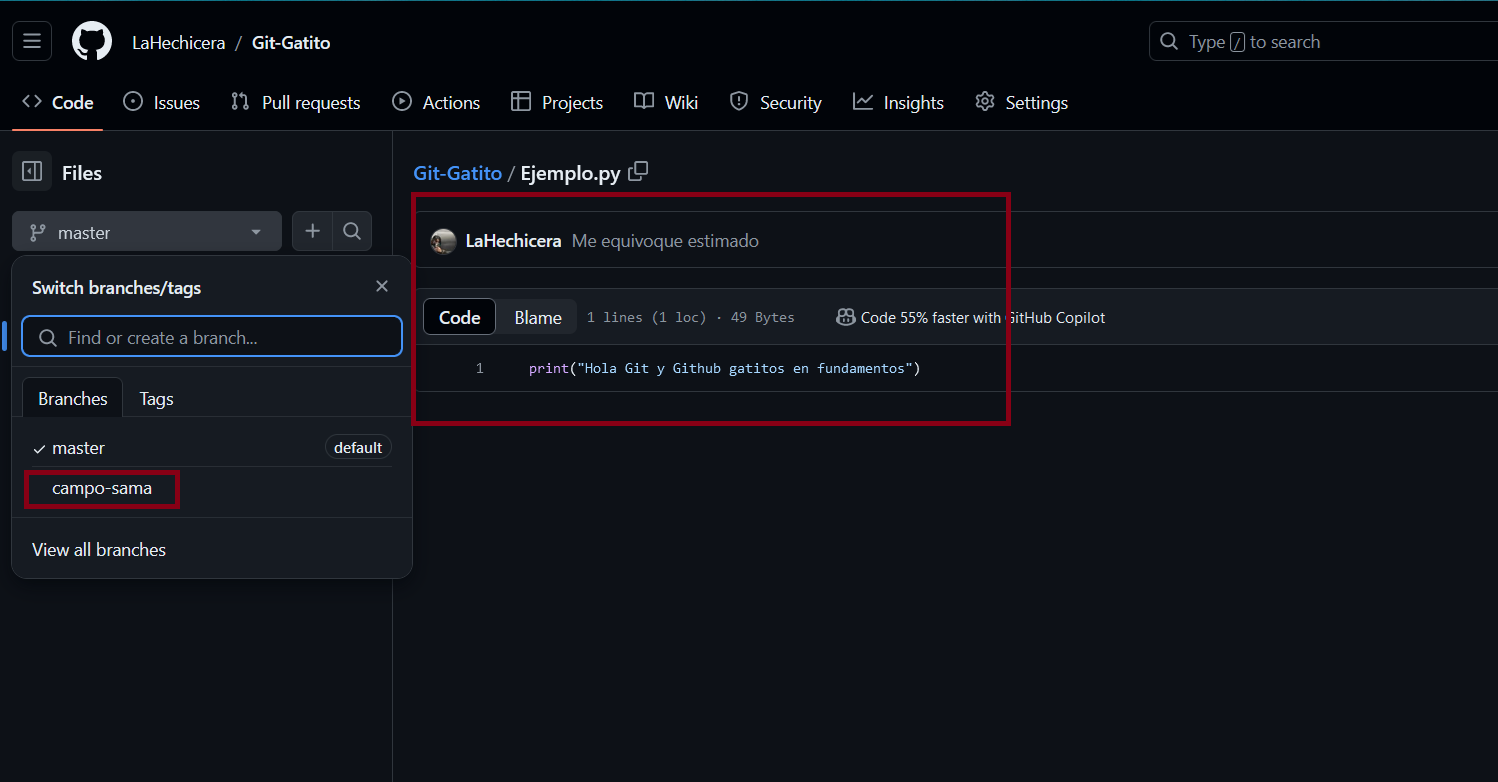 LaHechicera / Git-Gatito
Type / to search
Code Issues Pull requests Actions Projects Wiki Security Insights Settings
Files
master
Switch branches/tags
Find or create a branch...
Branches Tags
master default
campo-sama
View all branches
Git-Gatito / Ejemplo.py
LaHechicera Me equivoque estimado
Code Blame 1 lines (1 loc) · 49 Bytes Code 55% faster with GitHub Copilot
1 print("Hola Git y Github gatitos en fundamentos")